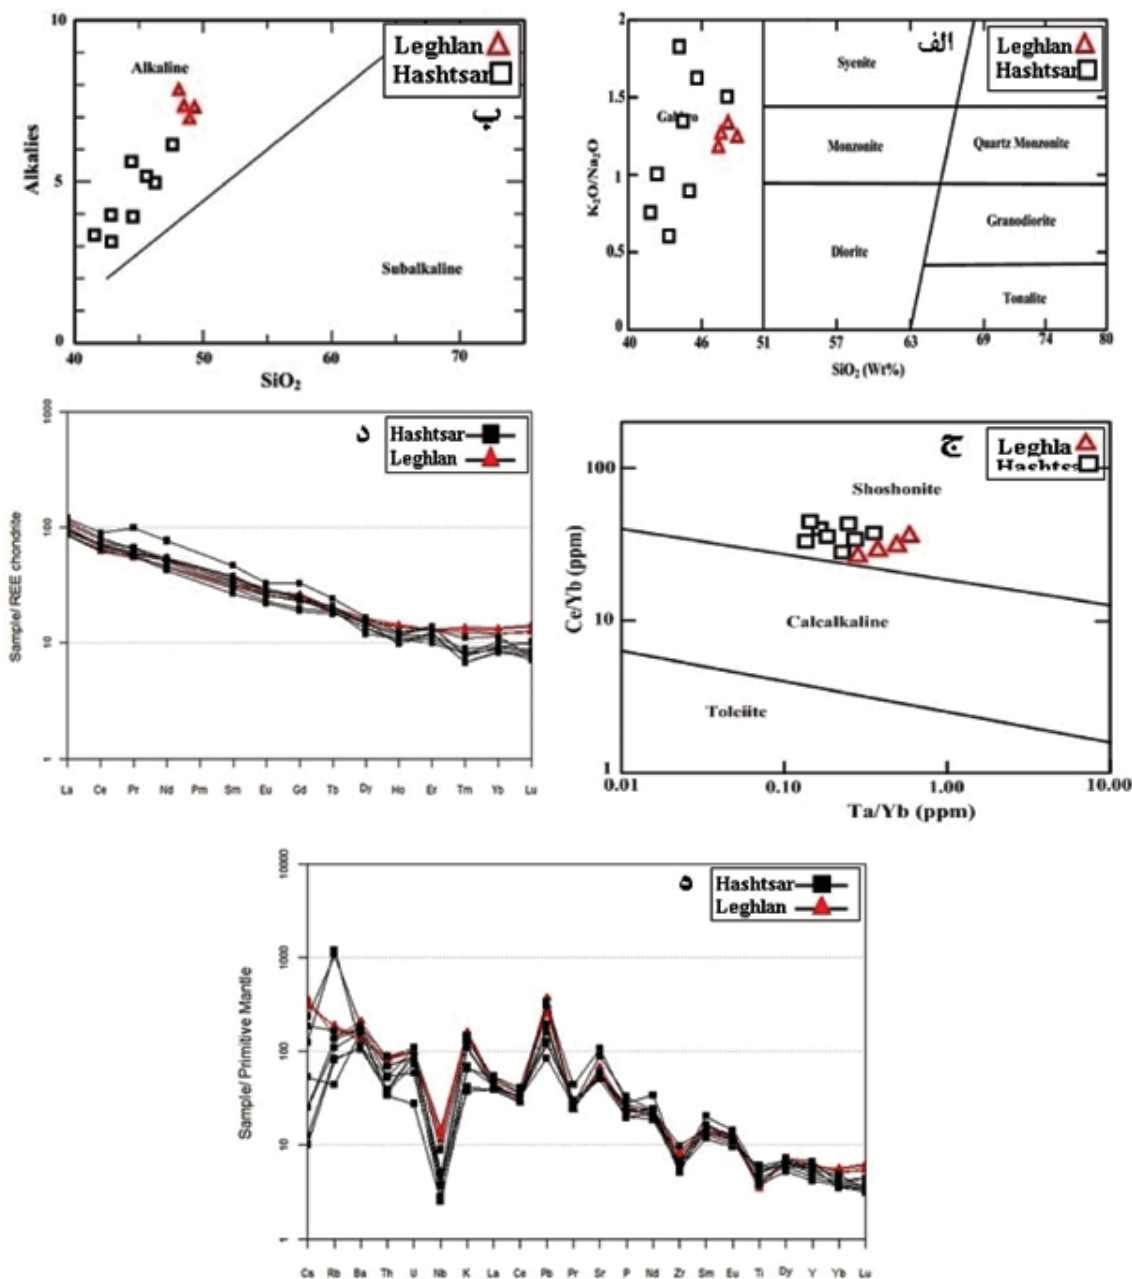 10
5
0
40
50
60
70
Alkalies
SiO₂
Alkaline
Subalkaline
ب
Leghlan
Hashtsar
2
1.5
1
0.5
0
40
46
51
57
63
69
74
80
K₂O/Na₂O
SiO₂ (Wt%)
Syenite
Monzonite
Quartz Monzonite
Granodiorite
Diorite
Tonalite
الف
Leghlan
Hashtsar
1000
100
10
1
Sample/ REE chondrite
La Ce Pr Nd Pm Sm Eu Gd Tb Dy Ho Er Tm Yb Lu
د
Hashtsar
Leghlan
100
10
1
0.01
0.10
1.00
10.00
Ce/Yb (ppm)
Ta/Yb (ppm)
Shoshonite
Calcalkaline
Toleiite
ج
Leghla
10000
1000
100
10
1
Sample/ Primitive Mantle
Cs Rb Ba Th U Nb K La Ce Pb Pr Sr P Nd Zr Sm Eu Ti Dy Y Yb Lu
ه
Hashtsar
Leghlan